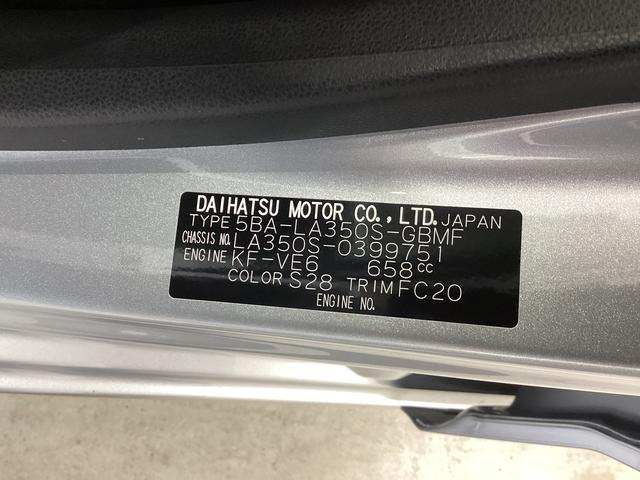 DAIHATSU MOTOR CO., LTD. JAPAN
TYPE 5BA-LA350S-GBMF
CHASSIS NO. LA350S-0399751
ENGINE KF-VE6 658cc
COLOR S28 TRIM FC20
ENGINE NO.